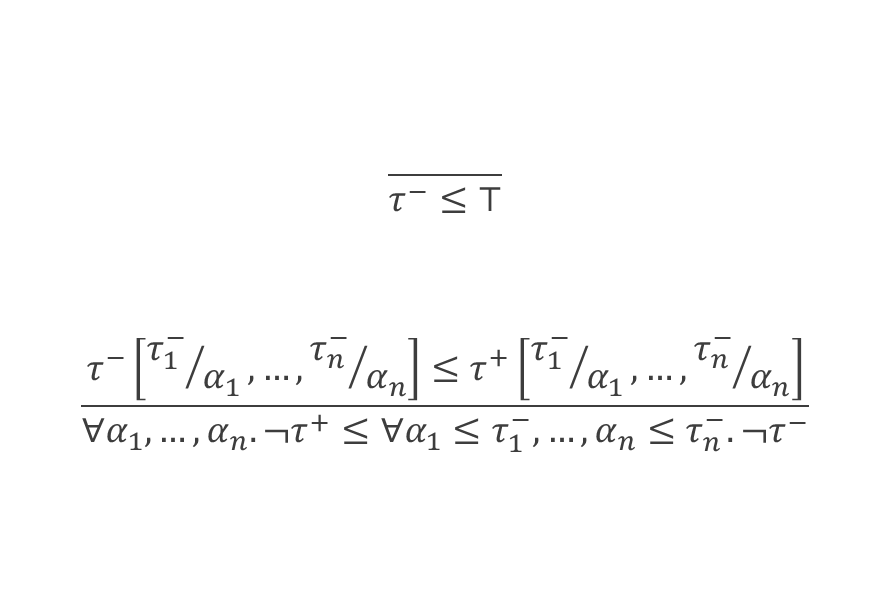 τ⁻ ≤ ⊤
τ⁻[τ₁⁻/α₁, …, τₙ⁻/αₙ] ≤ τ⁺[τ₁⁻/α₁, …, τₙ⁻/αₙ]
∀α₁, …, αₙ. ¬τ⁺ ≤ ∀α₁ ≤ τ₁⁻, …, αₙ ≤ τₙ⁻. ¬τ⁻